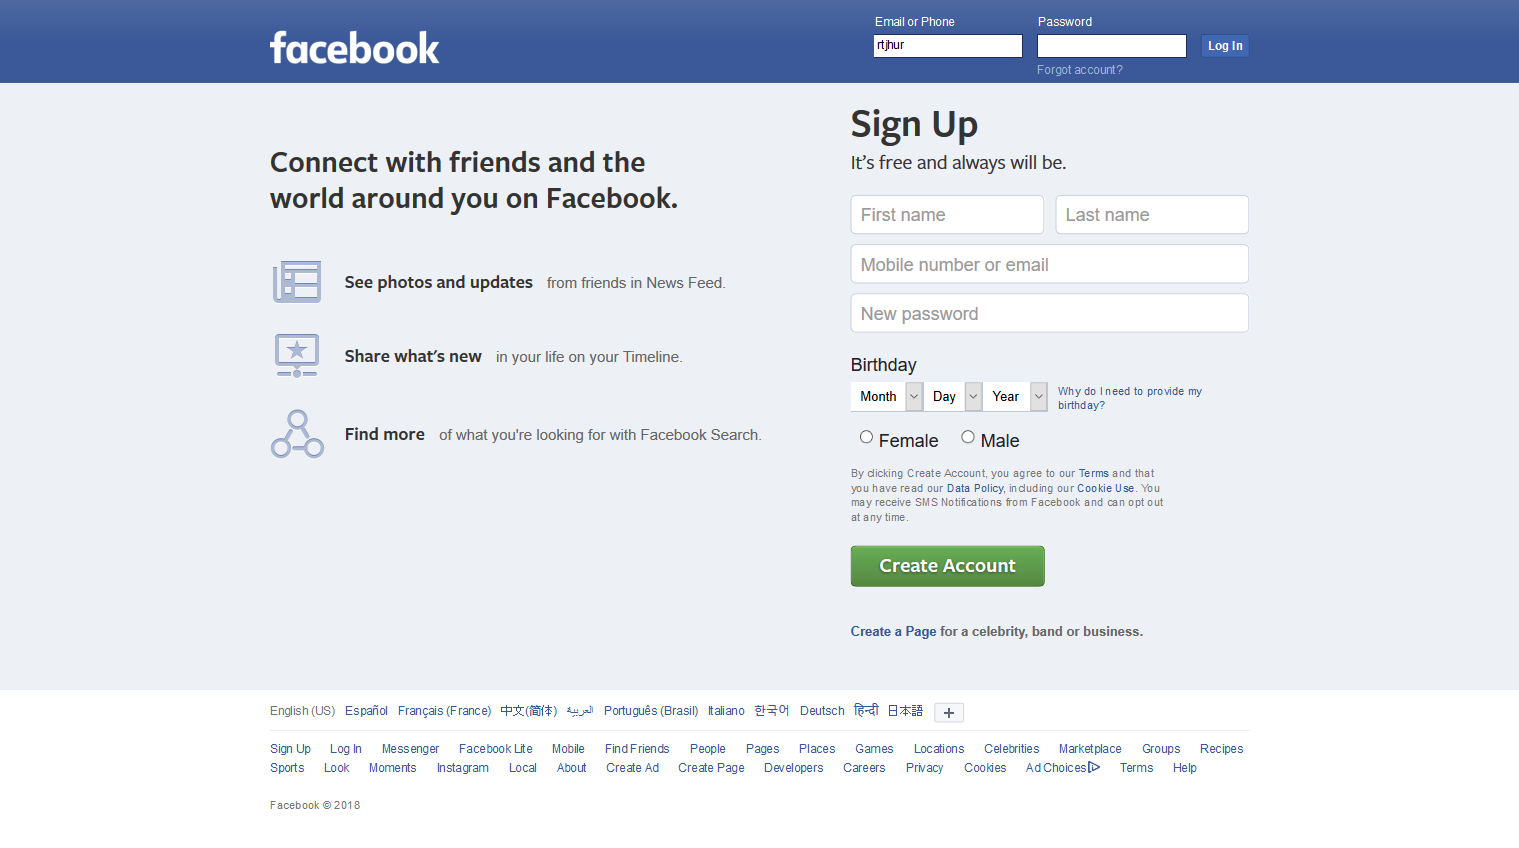 facebook
Email or Phone
Password
rtjhur
Log In
Forgot account?
Connect with friends and the
world around you on Facebook.
See photos and updates from friends in News Feed.
Share what's new in your life on your Timeline.
Find more of what you're looking for with Facebook Search.
Sign Up
It's free and always will be.
First name
Last name
Mobile number or email
New password
Birthday
Month Day Year
Why do I need to provide my
birthday?
Female Male
By clicking Create Account, you agree to our Terms and that
you have read our Data Policy, including our Cookie Use. You
may receive SMS Notifications from Facebook and can opt out
at any time.
Create Account
Create a Page for a celebrity, band or business.
English (US) Español Français (France) 中文(简体) العربية Português (Brasil) Italiano 한국어 Deutsch हिन्दी 日本語 +
Sign Up Log In Messenger Facebook Lite Mobile Find Friends People Pages Places Games Locations Celebrities Marketplace Groups Recipes
Sports Look Moments Instagram Local About Create Ad Create Page Developers Careers Privacy Cookies Ad Choices Terms Help
Facebook © 2018